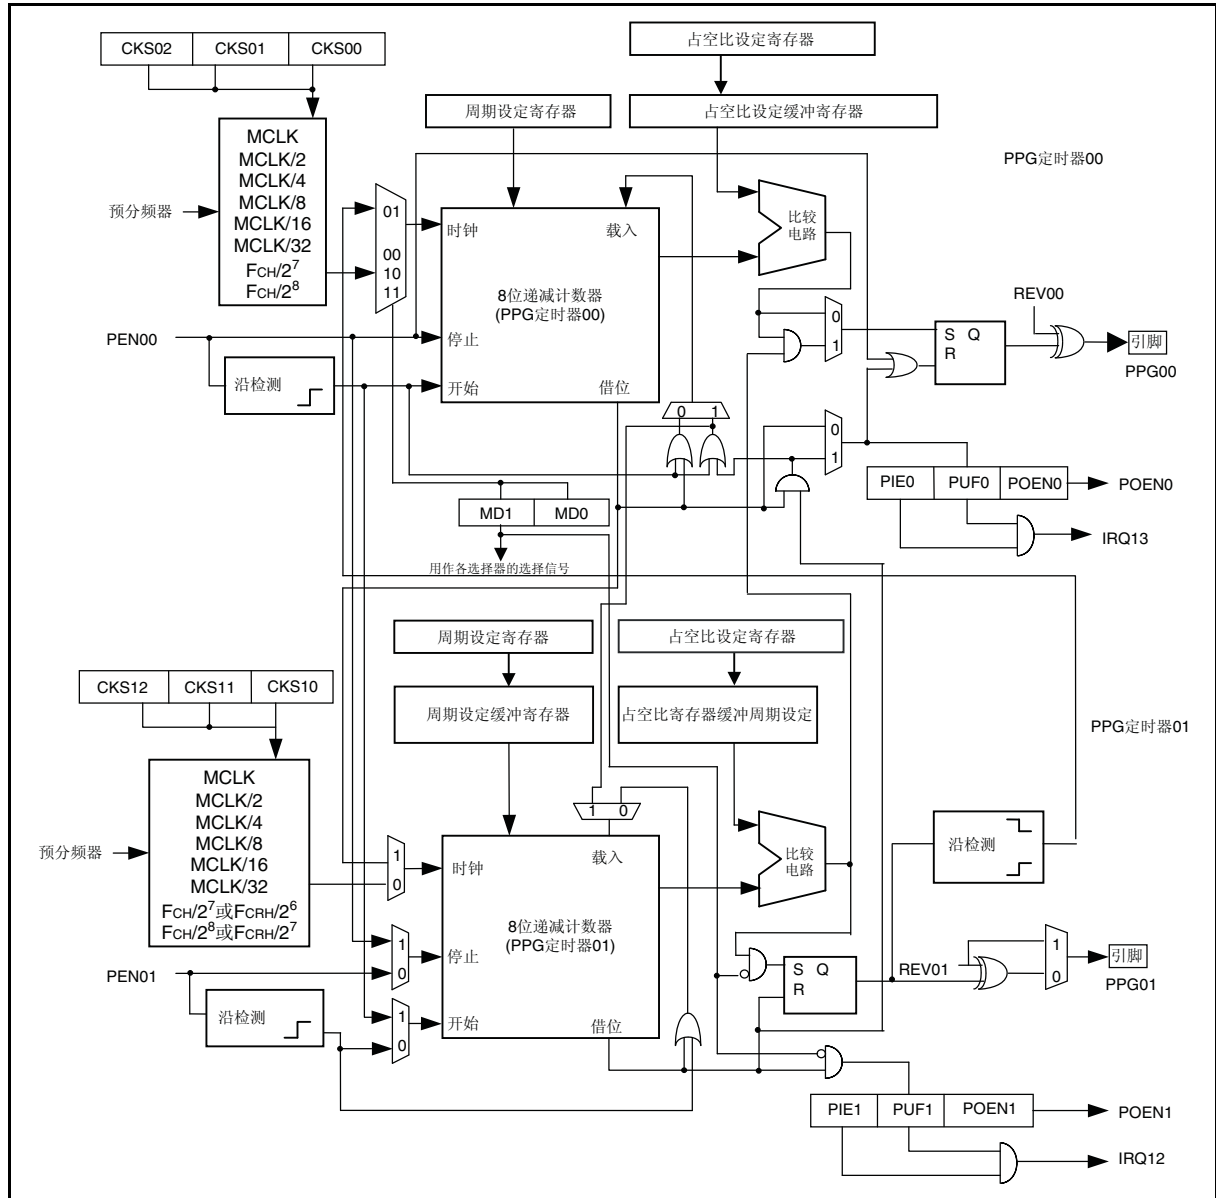 CKS02 CKS01 CKS00
占空比设定寄存器
周期设定寄存器
占空比设定缓冲寄存器
PPG定时器00
预分频器
MCLK
MCLK/2
MCLK/4
MCLK/8
MCLK/16
MCLK/32
FCH/2^7
FCH/2^8
01
00
10
11
时钟
载入
8位递减计数器
(PPG定时器00)
停止
开始
借位
比较
电路
PEN00
沿检测
0
1
S Q
R
REV00
引脚
PPG00
0 1
0
1
PIE0 PUF0 POEN0
POEN0
IRQ13
MD1 MD0
用作各选择器的选择信号
周期设定寄存器
占空比设定寄存器
CKS12 CKS11 CKS10
周期设定缓冲寄存器
占空比寄存器缓冲周期设定
PPG定时器01
预分频器
MCLK
MCLK/2
MCLK/4
MCLK/8
MCLK/16
MCLK/32
FCH/2^7或FCRH/2^6
FCH/2^8或FCRH/2^7
1 0
1
0
时钟
载入
8位递减计数器
(PPG定时器01)
停止
开始
借位
比较
电路
沿检测
PEN01
1
0
沿检测
1
0
S Q
R
REV01
1
0
引脚
PPG01
PIE1 PUF1 POEN1
POEN1
IRQ12